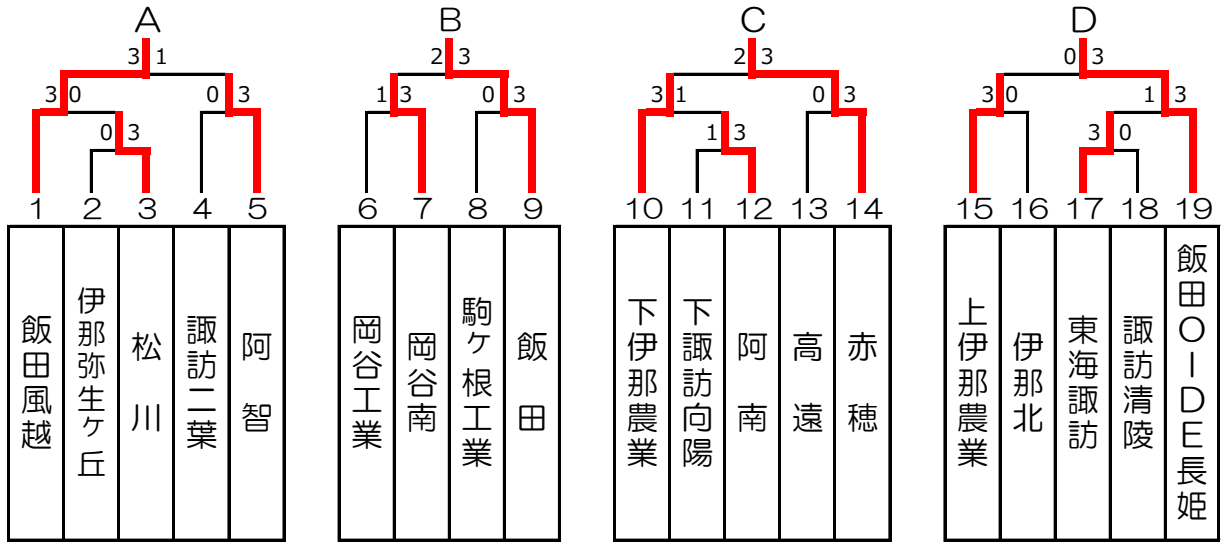 A B C D
3 1 2 3 2 3 0 3
3 0 0 3 1 3 0 3 3 1 0 3 3 0 1 3
0 3 1 3 3 0
1 2 3 4 5 6 7 8 9 10 11 12 13 14 15 16 17 18 19
飯田風越
伊那弥生ケ丘
松川
諏訪二葉
阿智
岡谷工業
岡谷南
駒ケ根工業
飯田
下伊那農業
下諏訪向陽
阿南
高遠
赤穂
上伊那農業
伊那北
東海諏訪
諏訪清陵
飯田OIDE長姫